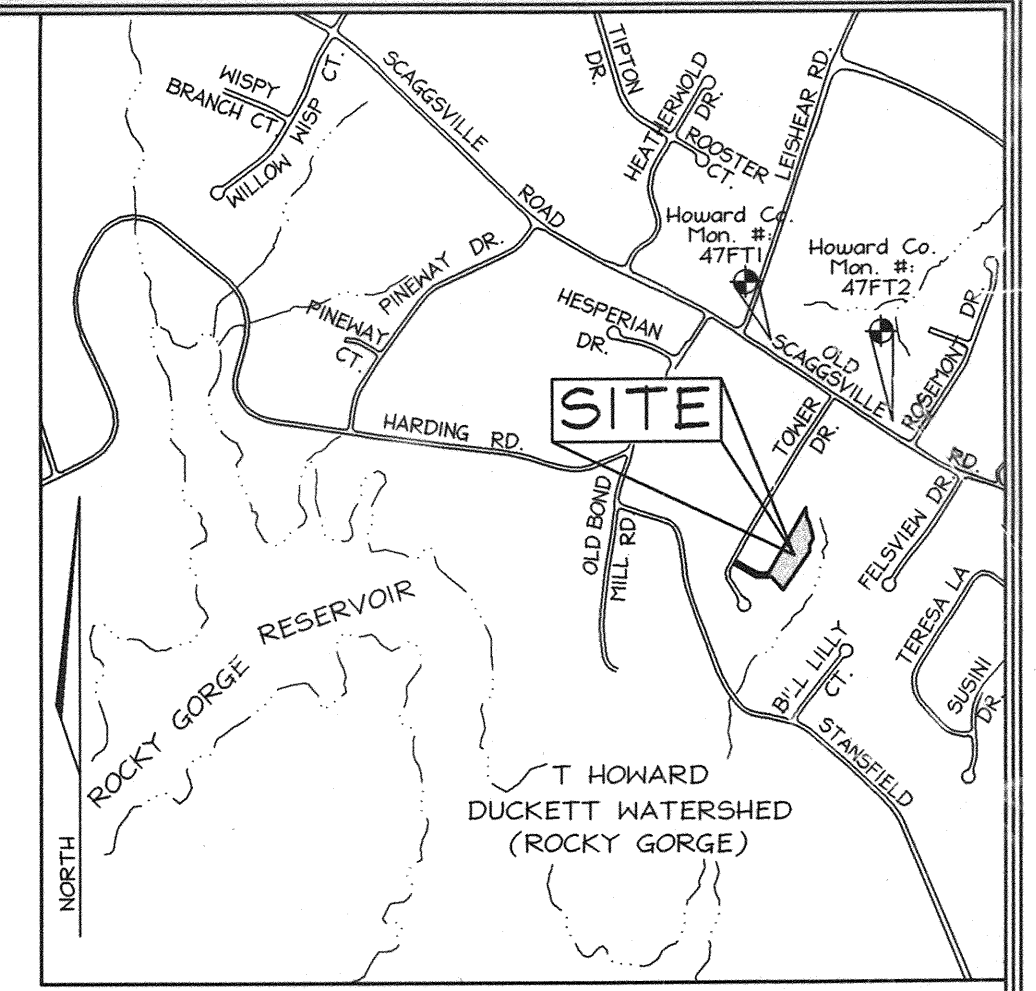 WISPY
BRANCH CT
WILLOW WISP CT.
SCAGGSVILLE ROAD
TIPTON
DR.
HEATHERWOLD DR.
ROOSTER
CT.
LEISHEAR RD.
Howard Co.
Mon. #:
47FT1
Howard Co.
Mon. #:
47FT2
PINEWAY DR.
PINEWAY
CT.
HESPERIAN
DR.
OLD
SCAGGSVILLE RD.
ROSEMONT DR.
SITE
TOWER
DR.
HARDING RD.
OLD BOND
MILL RD
FELSVIEW DR.
TERESA LA
SUSINI
DR.
BILL LILLY
CT.
STANSFIELD
ROCKY GORGE RESERVOIR
T HOWARD
DUCKETT WATERSHED
(ROCKY GORGE)
NORTH